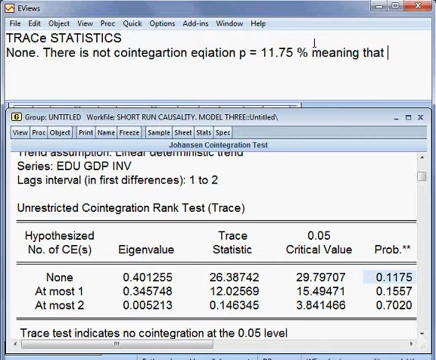 EViews
File Edit Object View Proc Quick Options Add-ins Window Help
TRACe STATISTICS
None. There is not cointegartion eqiation p = 11.75 % meaning that
Group: UNTITLED Workfile: SHORT RUN CAUSALITY. MODEL THREE::Untitled\
View Proc Object Print Name Freeze Sample Sheet Stats Spec
Johansen Cointegration Test
Trend assumption: Linear deterministic trend
Series: EDU GDP INV
Lags interval (in first differences): 1 to 2
Unrestricted Cointegration Rank Test (Trace)
Hypothesized Trace 0.05
No. of CE(s) Eigenvalue Statistic Critical Value Prob.**
None 0.401255 26.38742 29.79707 0.1175
At most 1 0.345748 12.02569 15.49471 0.1557
At most 2 0.005213 0.146345 3.841466 0.7020
Trace test indicates no cointegration at the 0.05 level